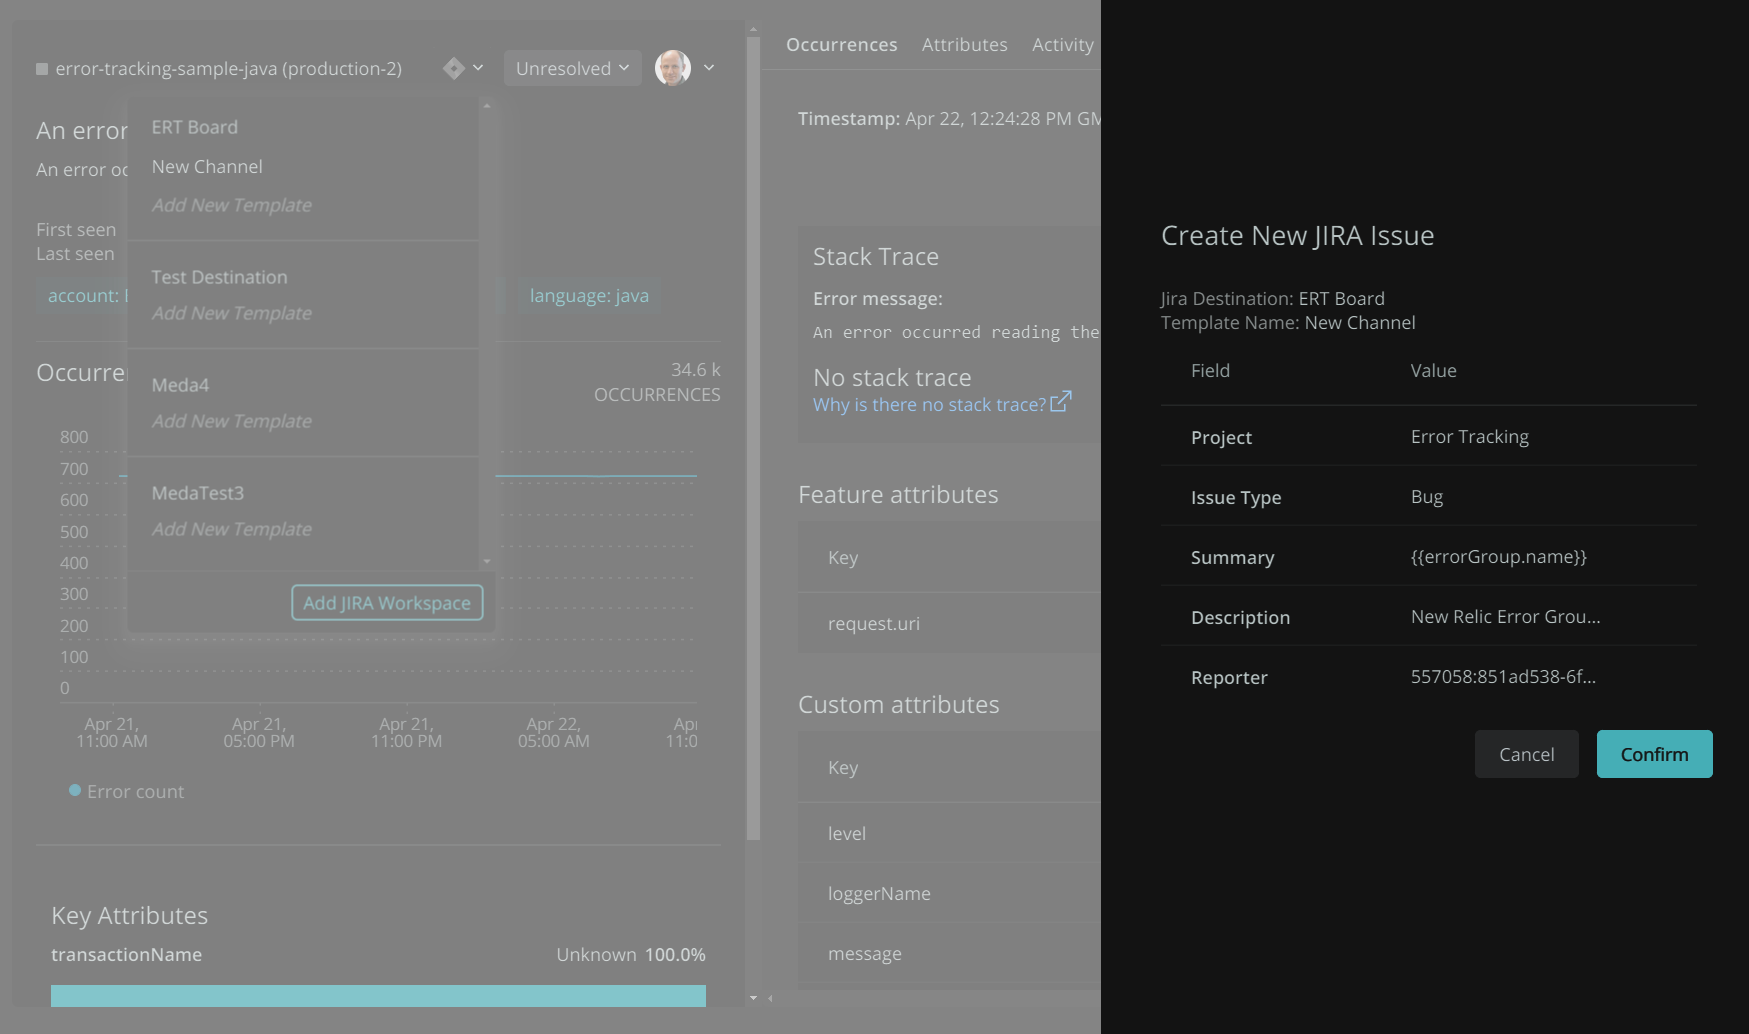 error-tracking-sample-java (production-2)
Unresolved
An error
An error oc
First seen
Last seen
account:
language: java
ERT Board
New Channel
Add New Template
Test Destination
Add New Template
Meda4
Add New Template
MedaTest3
Add New Template
Add JIRA Workspace
Occurre
34.6 k
OCCURRENCES
800
700
600
500
400
300
200
100
0
Apr 21,
11:00 AM
Apr 21,
05:00 PM
Apr 21,
11:00 PM
Apr 22,
05:00 AM
Ap
11:0
Error count
Key Attributes
transactionName
Unknown 100.0%
Occurrences
Attributes
Activity
Timestamp: Apr 22, 12:24:28 PM GM
Stack Trace
Error message:
An error occurred reading the
No stack trace
Why is there no stack trace?
Feature attributes
Key
request.uri
Custom attributes
Key
level
loggerName
message
Create New JIRA Issue
Jira Destination: ERT Board
Template Name: New Channel
Field Value
Project Error Tracking
Issue Type Bug
Summary {{errorGroup.name}}
Description New Relic Error Grou...
Reporter 557058:851ad538-6f...
Cancel
Confirm